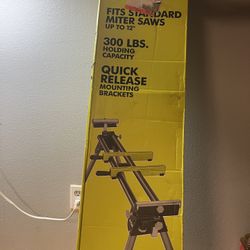 FITS STANDARD
MITER SAWS
UP TO 12"
300 LBS.
HOLDING
CAPACITY
QUICK
RELEASE
MOUNTING
BRACKETS